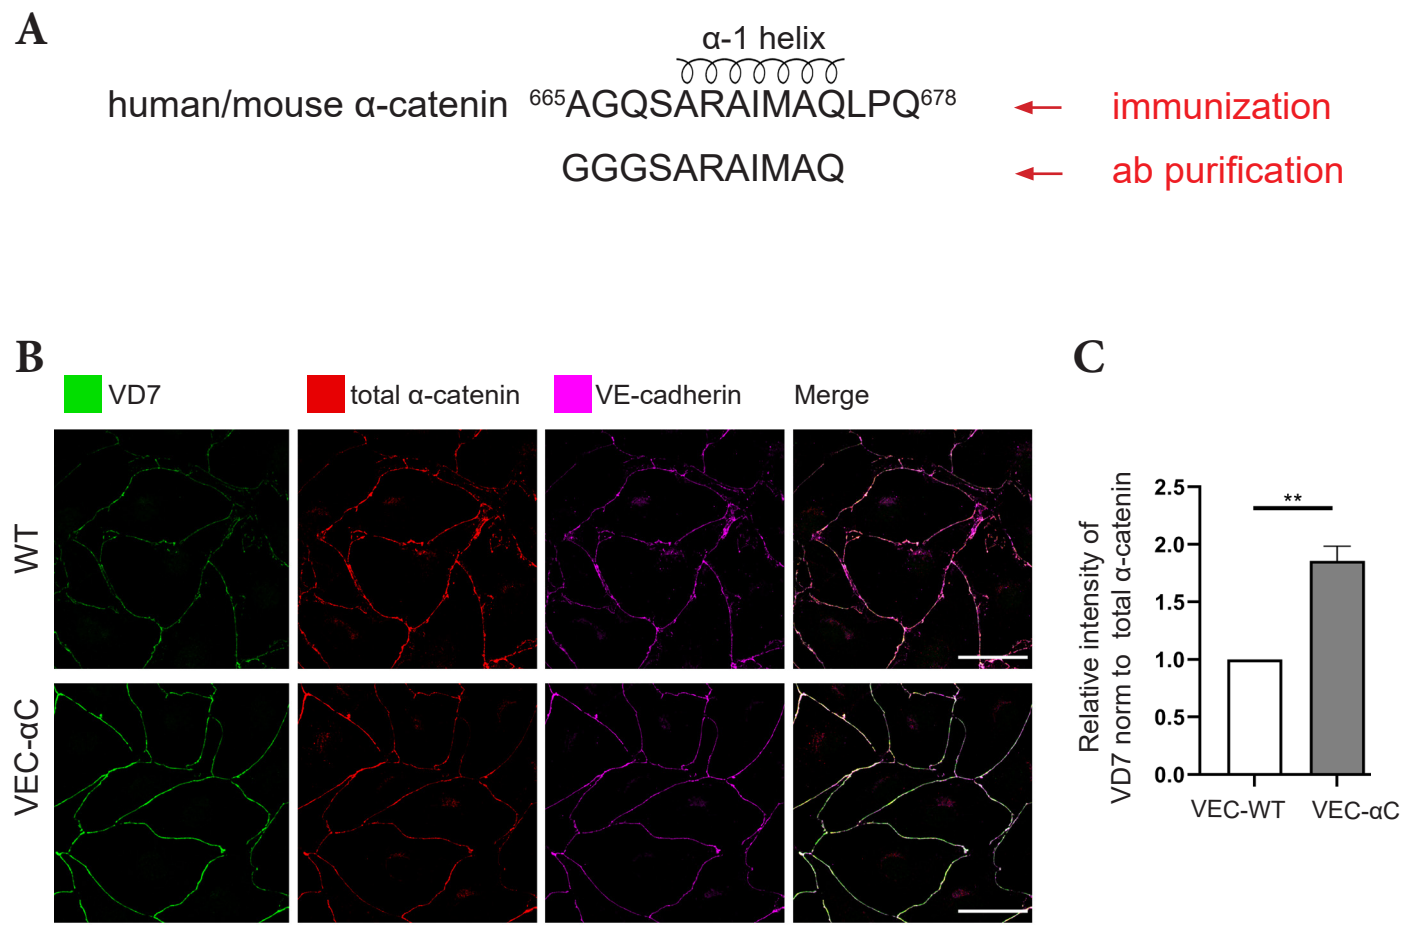 A
α-1 helix
human/mouse α-catenin ⁶⁶⁵AGQSARAIMAQLPQ⁶⁷⁸ immunization
GGGSARAIMAQ ab purification
B
VD7 total α-catenin VE-cadherin Merge
WT
VEC-αC
C
Relative intensity of
VD7 norm to total α-catenin
2.5
2.0
1.5
1.0
0.5
0.0
**
VEC-WT VEC-αC